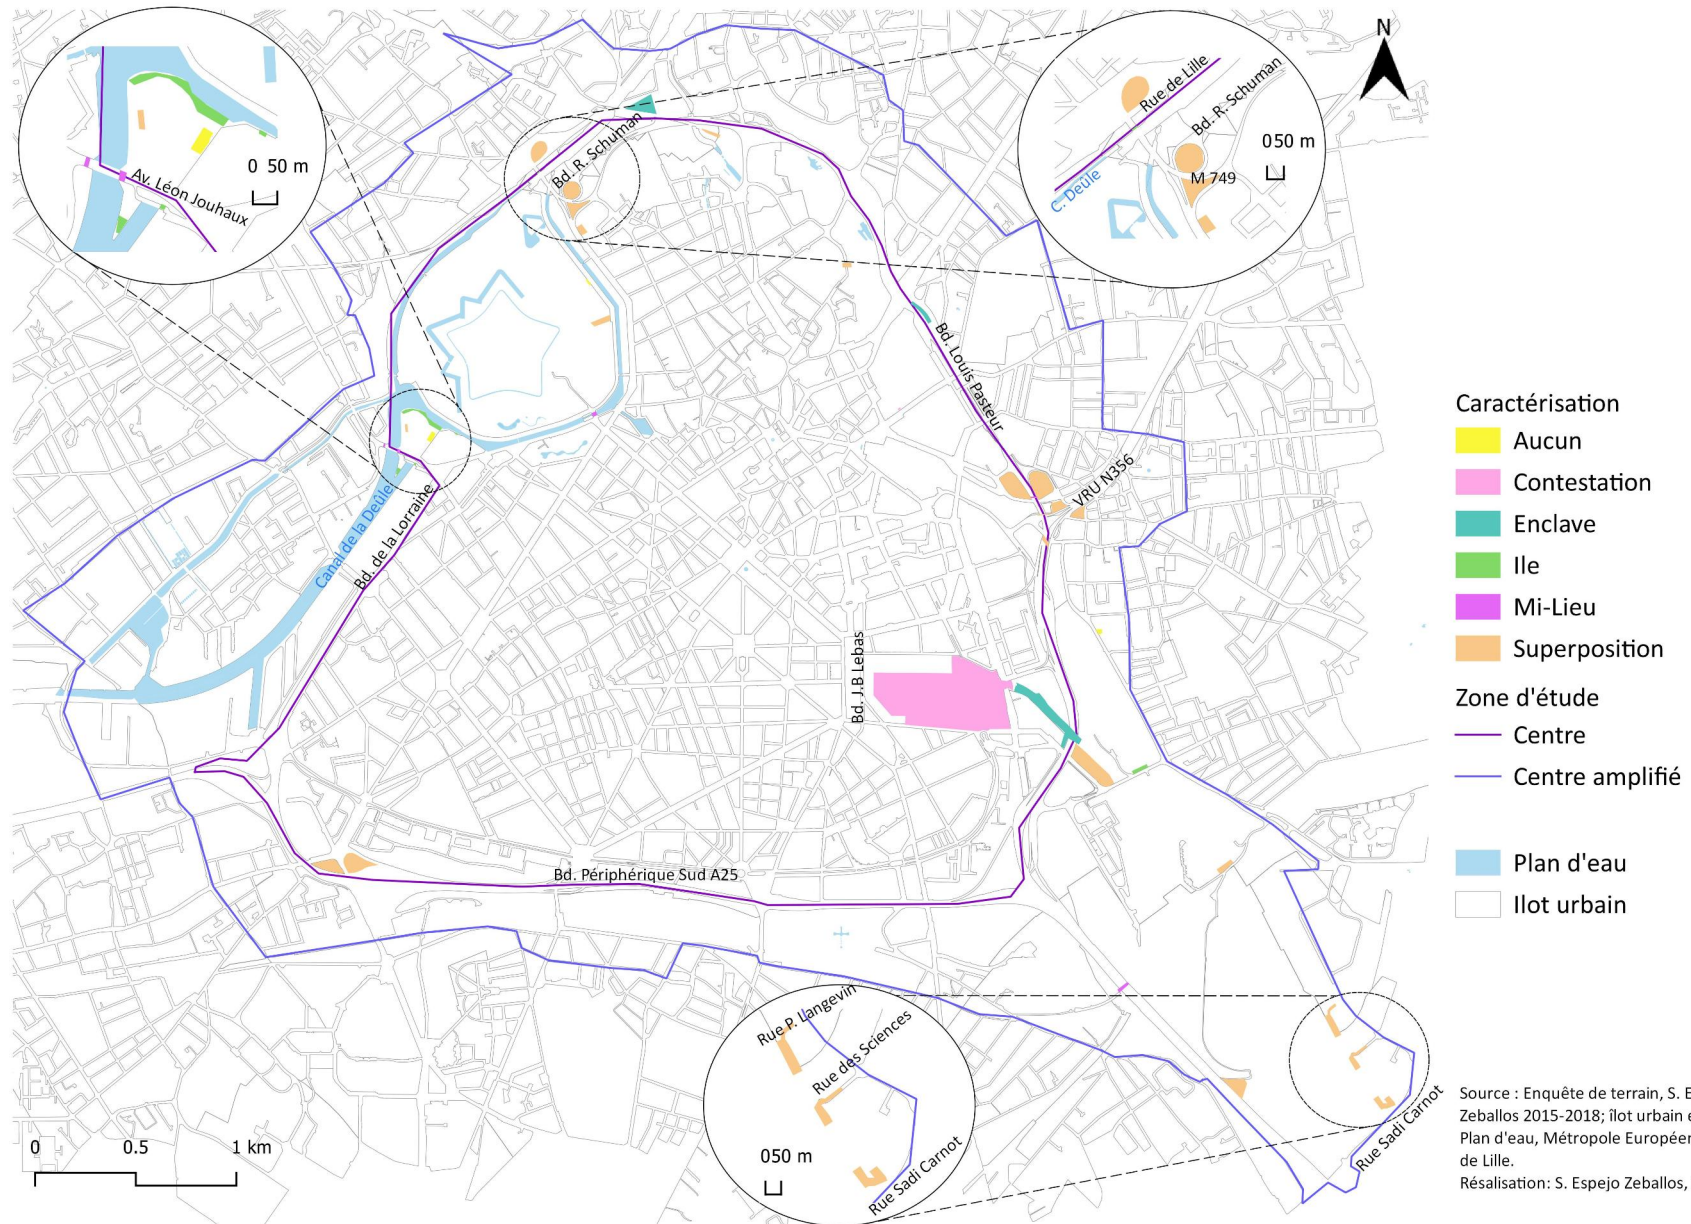 N
Rue de Lille
Bd. R. Schuman
050 m
M 749
C. Deûle
0 50 m
Av. Léon Jouhaux
Bd. R. Schuman
Bd. Louis Pasteur
VRU N356
Canal de la Deûle
Bd. de la Lorraine
Bd. J.B Lebas
Bd. Périphérique Sud A25
Rue P. Langevin
Rue des Sciences
050 m
Rue Sadi Carnot
Rue Sadi Carnot
0 0.5 1 km
Caractérisation
Aucun
Contestation
Enclave
Ile
Mi-Lieu
Superposition
Zone d'étude
Centre
Centre amplifié
Plan d'eau
Ilot urbain
Source : Enquête de terrain, S. E
Zeballos 2015-2018; îlot urbain e
Plan d'eau, Métropole Européer
de Lille.
Résalisation: S. Espejo Zeballos,